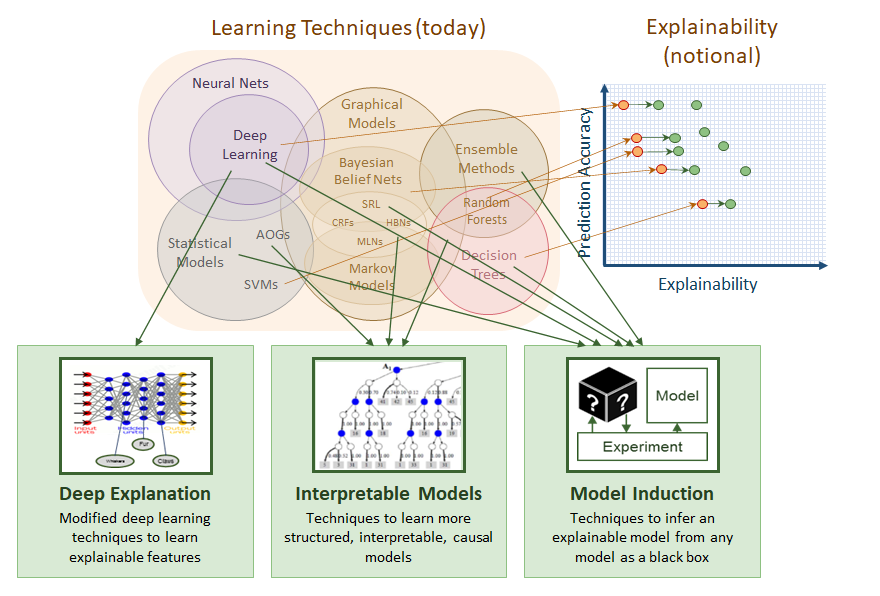 Learning Techniques (today)
Explainability
(notional)
Neural Nets
Graphical
Models
Deep
Learning
Ensemble
Methods
Bayesian
Belief Nets
SRL
Random
Forests
CRFs
HBNs
AOGs
MLNs
Statistical
Models
Decision
Trees
Markov
Models
SVMs
Prediction Accuracy
Explainability
Input
units
Hidden
units
Output
units
Fur
Whiskers
Claws
A1
? ?
Model
Experiment
Deep Explanation
Modified deep learning
techniques to learn
explainable features
Interpretable Models
Techniques to learn more
structured, interpretable, causal
models
Model Induction
Techniques to infer an
explainable model from any
model as a black box